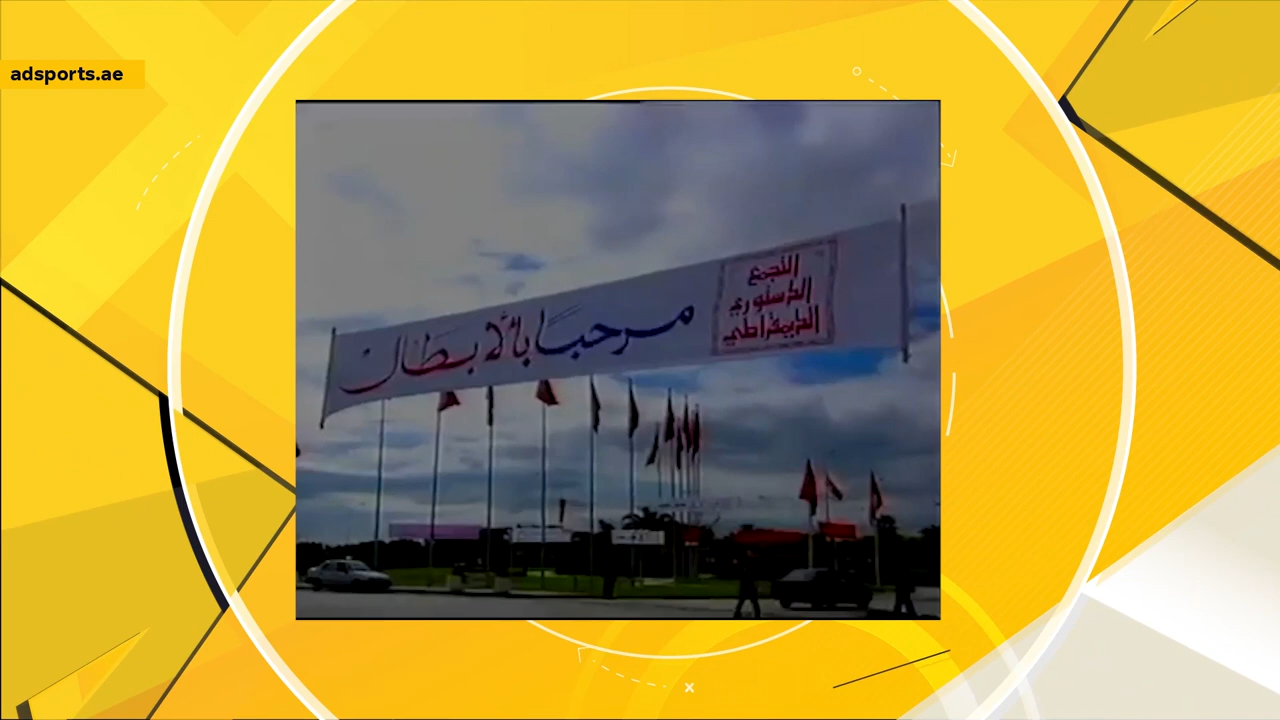 adsports.ae
التجمع
الدستوري
الديمقراطي
مرحبا بالأبطال